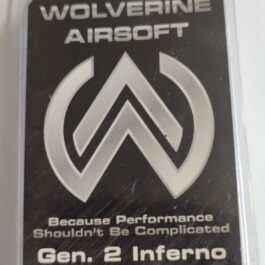 WOLVERINE
AIRSOFT
Because Performance
Shouldn't Be Complicated
Gen. 2 Inferno